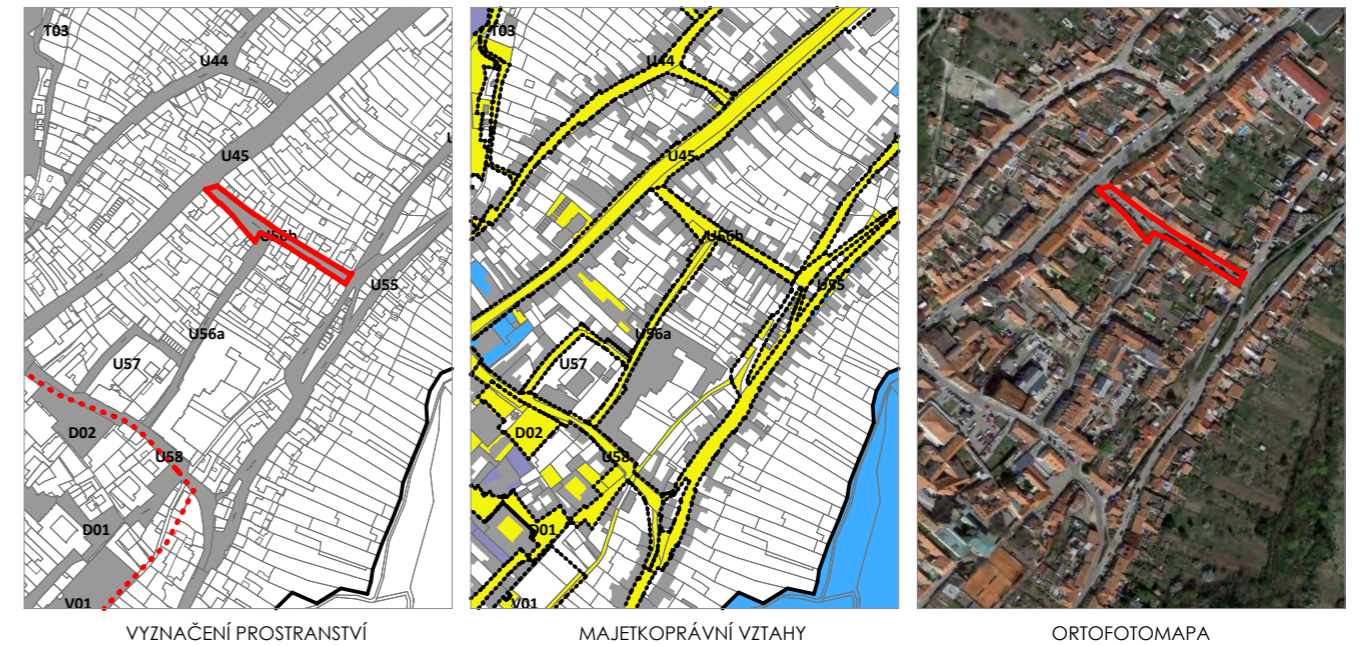 T03
U44
U45
U56b
U55
U56a
U57
D02
U58
D01
V01
T03
U44
U45
U56b
U55
U56a
U57
D02
U58
D01
V01
VYZNAČENÍ PROSTRANSTVÍ
MAJETKOPRÁVNÍ VZTAHY
ORTOFOTOMAPA